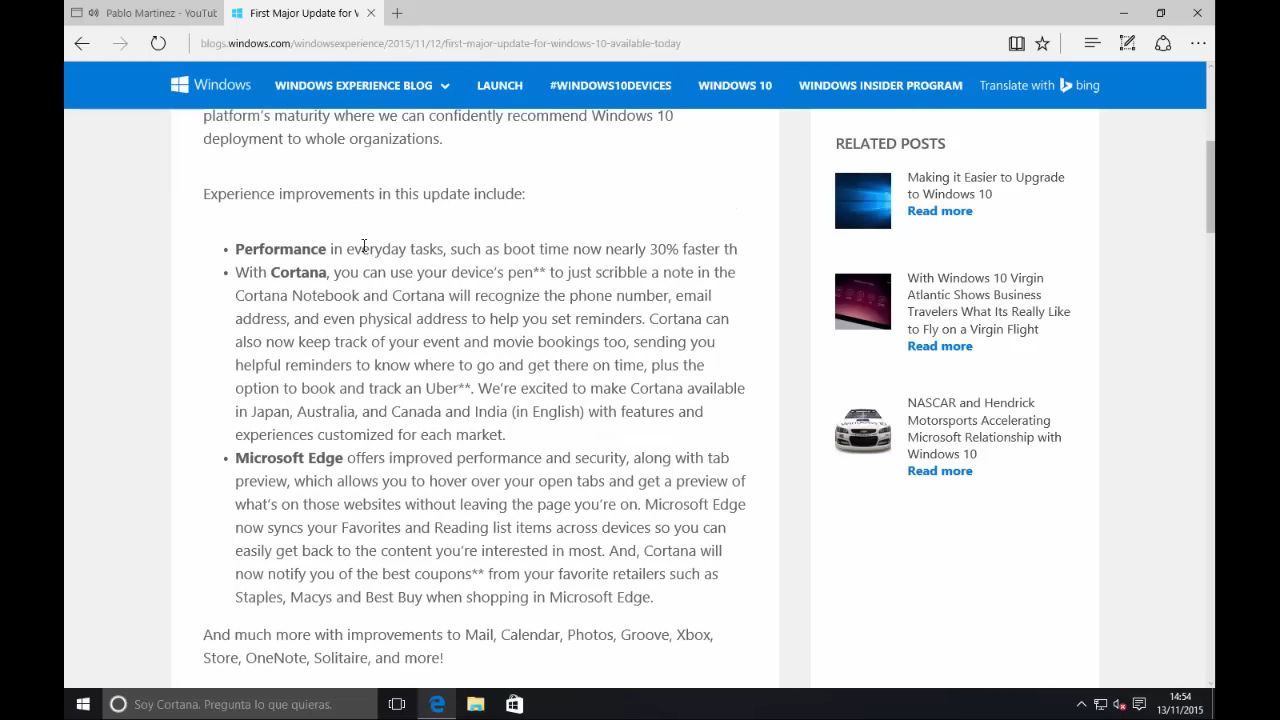 Pablo Martinez - YouTut
First Major Update for V
blogs.windows.com/windowsexperience/2015/11/12/first-major-update-for-windows-10-available-today
Windows
WINDOWS EXPERIENCE BLOG
LAUNCH
#WINDOWS10DEVICES
WINDOWS 10
WINDOWS INSIDER PROGRAM
Translate with bing
platform's maturity where we can confidently recommend Windows 10
deployment to whole organizations.
Experience improvements in this update include:
• Performance in everyday tasks, such as boot time now nearly 30% faster th
• With Cortana, you can use your device's pen** to just scribble a note in the
Cortana Notebook and Cortana will recognize the phone number, email
address, and even physical address to help you set reminders. Cortana can
also now keep track of your event and movie bookings too, sending you
helpful reminders to know where to go and get there on time, plus the
option to book and track an Uber**. We're excited to make Cortana available
in Japan, Australia, and Canada and India (in English) with features and
experiences customized for each market.
• Microsoft Edge offers improved performance and security, along with tab
preview, which allows you to hover over your open tabs and get a preview of
what's on those websites without leaving the page you're on. Microsoft Edge
now syncs your Favorites and Reading list items across devices so you can
easily get back to the content you're interested in most. And, Cortana will
now notify you of the best coupons** from your favorite retailers such as
Staples, Macys and Best Buy when shopping in Microsoft Edge.
And much more with improvements to Mail, Calendar, Photos, Groove, Xbox,
Store, OneNote, Solitaire, and more!
RELATED POSTS
Making it Easier to Upgrade
to Windows 10
Read more
With Windows 10 Virgin
Atlantic Shows Business
Travelers What Its Really Like
to Fly on a Virgin Flight
Read more
NASCAR and Hendrick
Motorsports Accelerating
Microsoft Relationship with
Windows 10
Read more
Soy Cortana. Pregunta lo que quieras.
14:54
13/11/2015